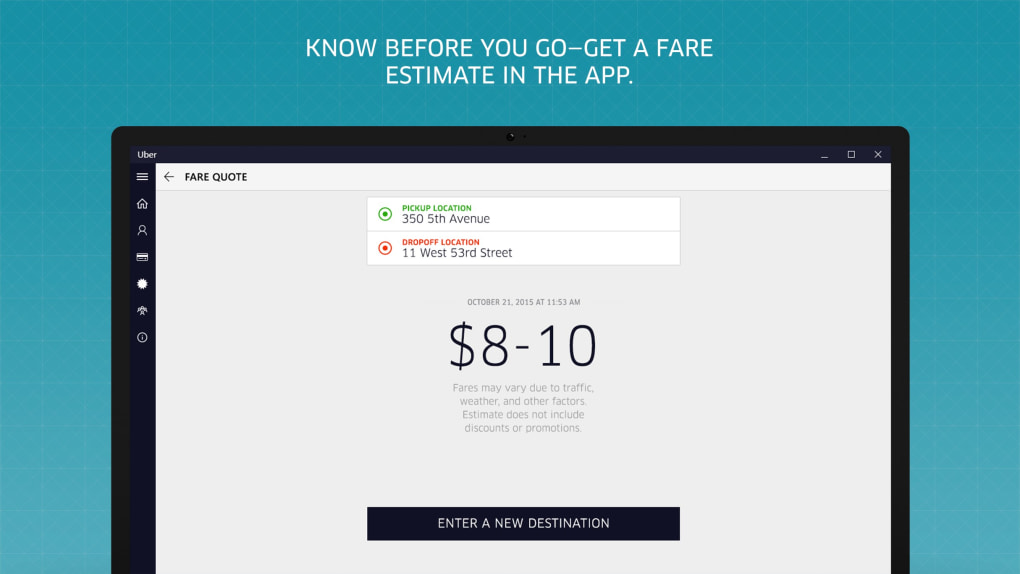 KNOW BEFORE YOU GO—GET A FARE
ESTIMATE IN THE APP.
Uber
FARE QUOTE
PICKUP LOCATION
350 5th Avenue
DROPOFF LOCATION
11 West 53rd Street
OCTOBER 21, 2015 AT 11:53 AM
$8-10
Fares may vary due to traffic,
weather, and other factors.
Estimate does not include
discounts or promotions.
ENTER A NEW DESTINATION